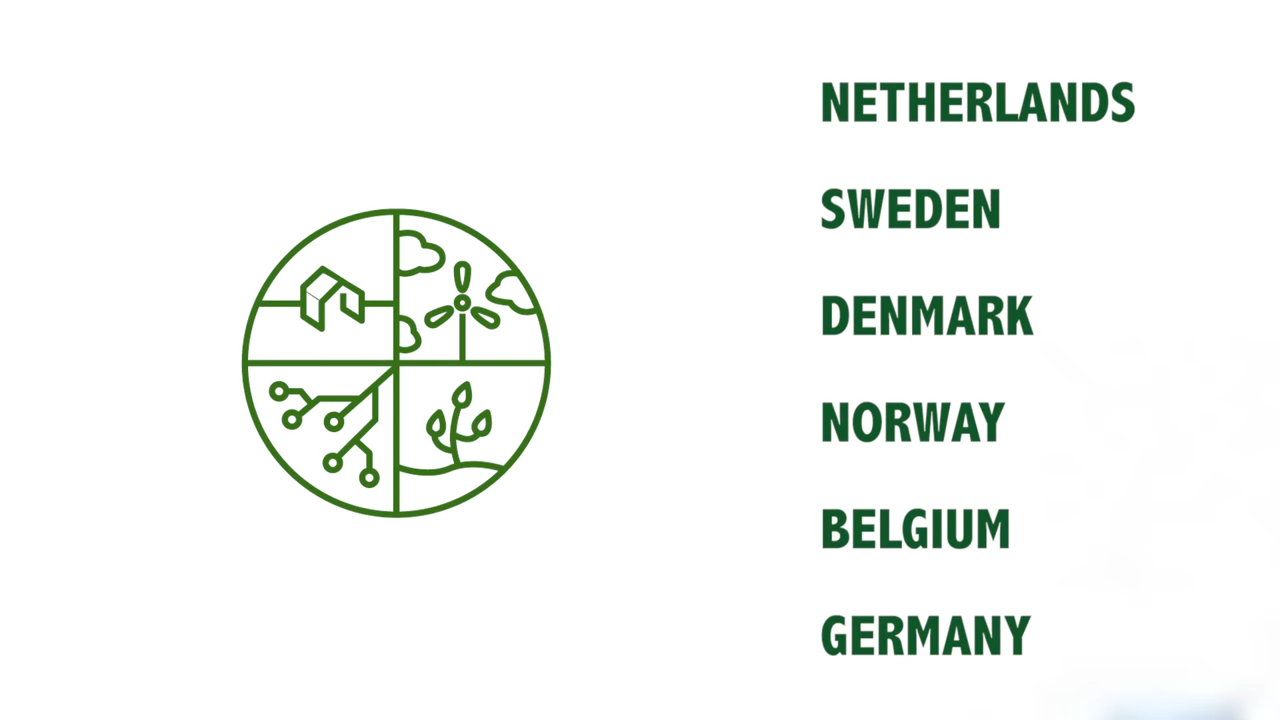 NETHERLANDS
SWEDEN
DENMARK
NORWAY
BELGIUM
GERMANY